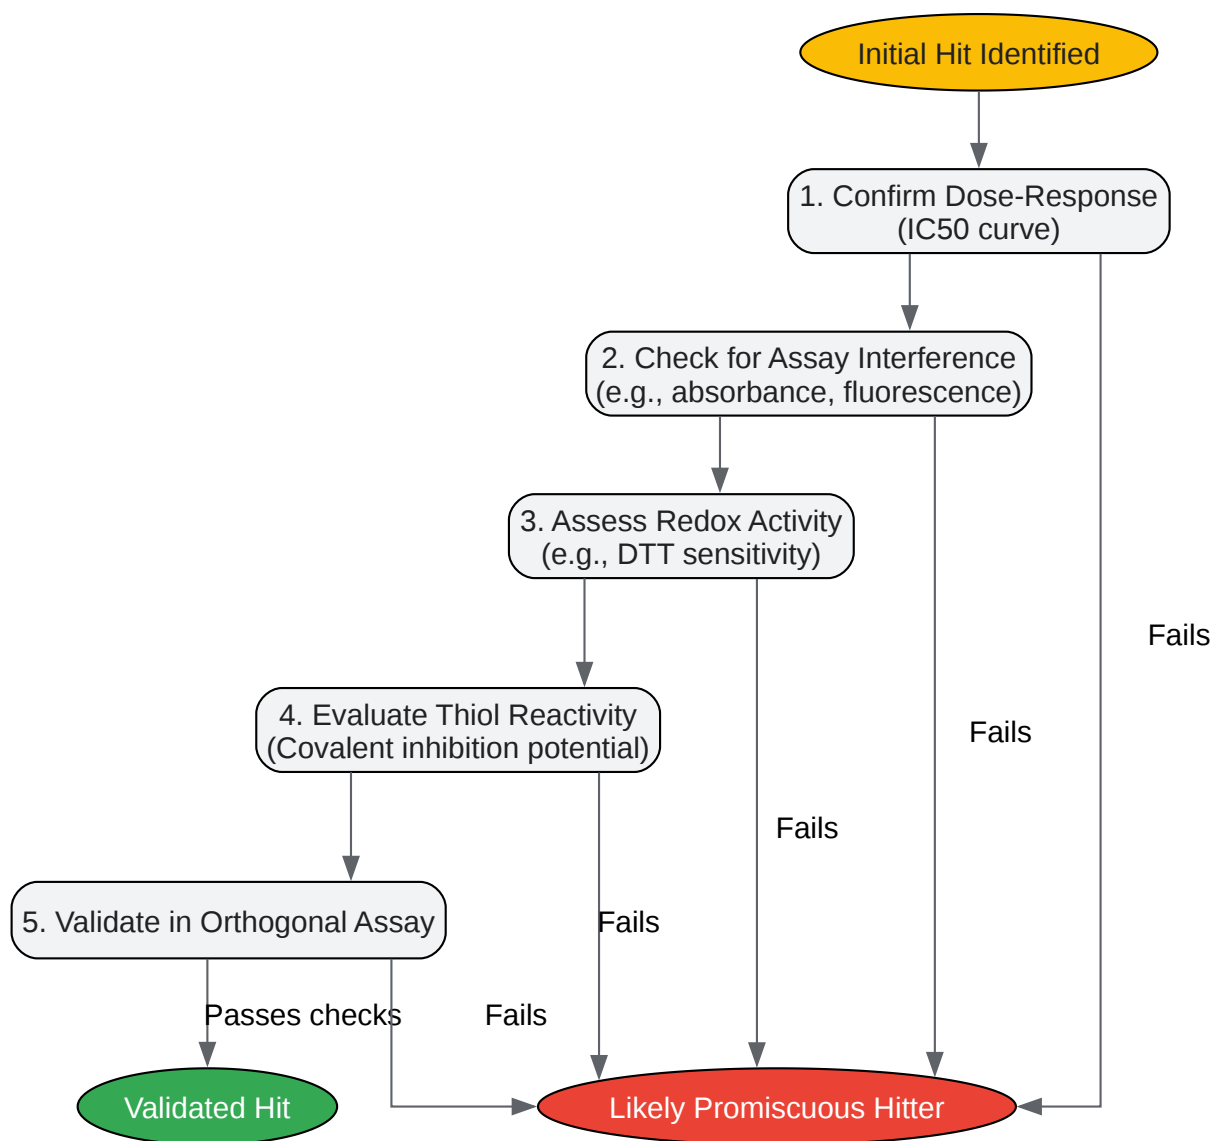 Initial Hit Identified
1. Confirm Dose-Response
(IC50 curve)
2. Check for Assay Interference
(e.g., absorbance, fluorescence)
3. Assess Redox Activity
(e.g., DTT sensitivity)
Fails
4. Evaluate Thiol Reactivity
(Covalent inhibition potential)
Fails
Fails
5. Validate in Orthogonal Assay
Fails
Passes checks
Fails
Validated Hit
Likely Promiscuous Hitter